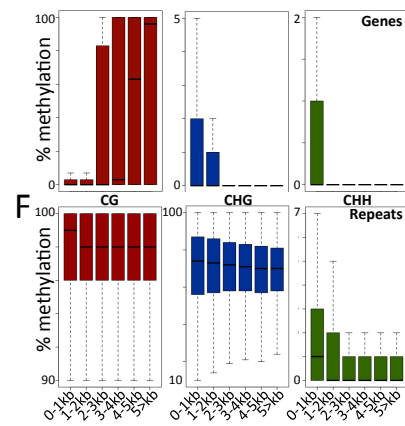 100
5
2
Genes
% methylation
0
0
0
F
CG
CHG
CHH
100
100
7
Repeats
% methylation
90
10
0
0-1kb
1-2kb
2-3kb
3-4kb
4-5kb
5>kb
0-1kb
1-2kb
2-3kb
3-4kb
4-5kb
5>kb
0-1kb
1-2kb
2-3kb
3-4kb
4-5kb
5>kb